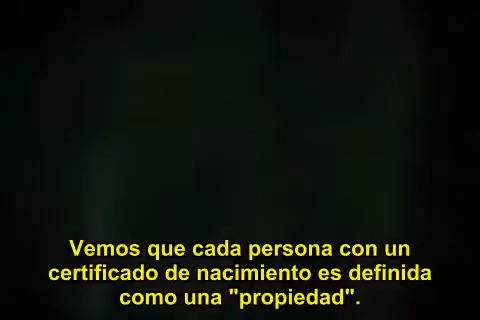 Vemos que cada persona con un
certificado de nacimiento es definida
como una "propiedad".